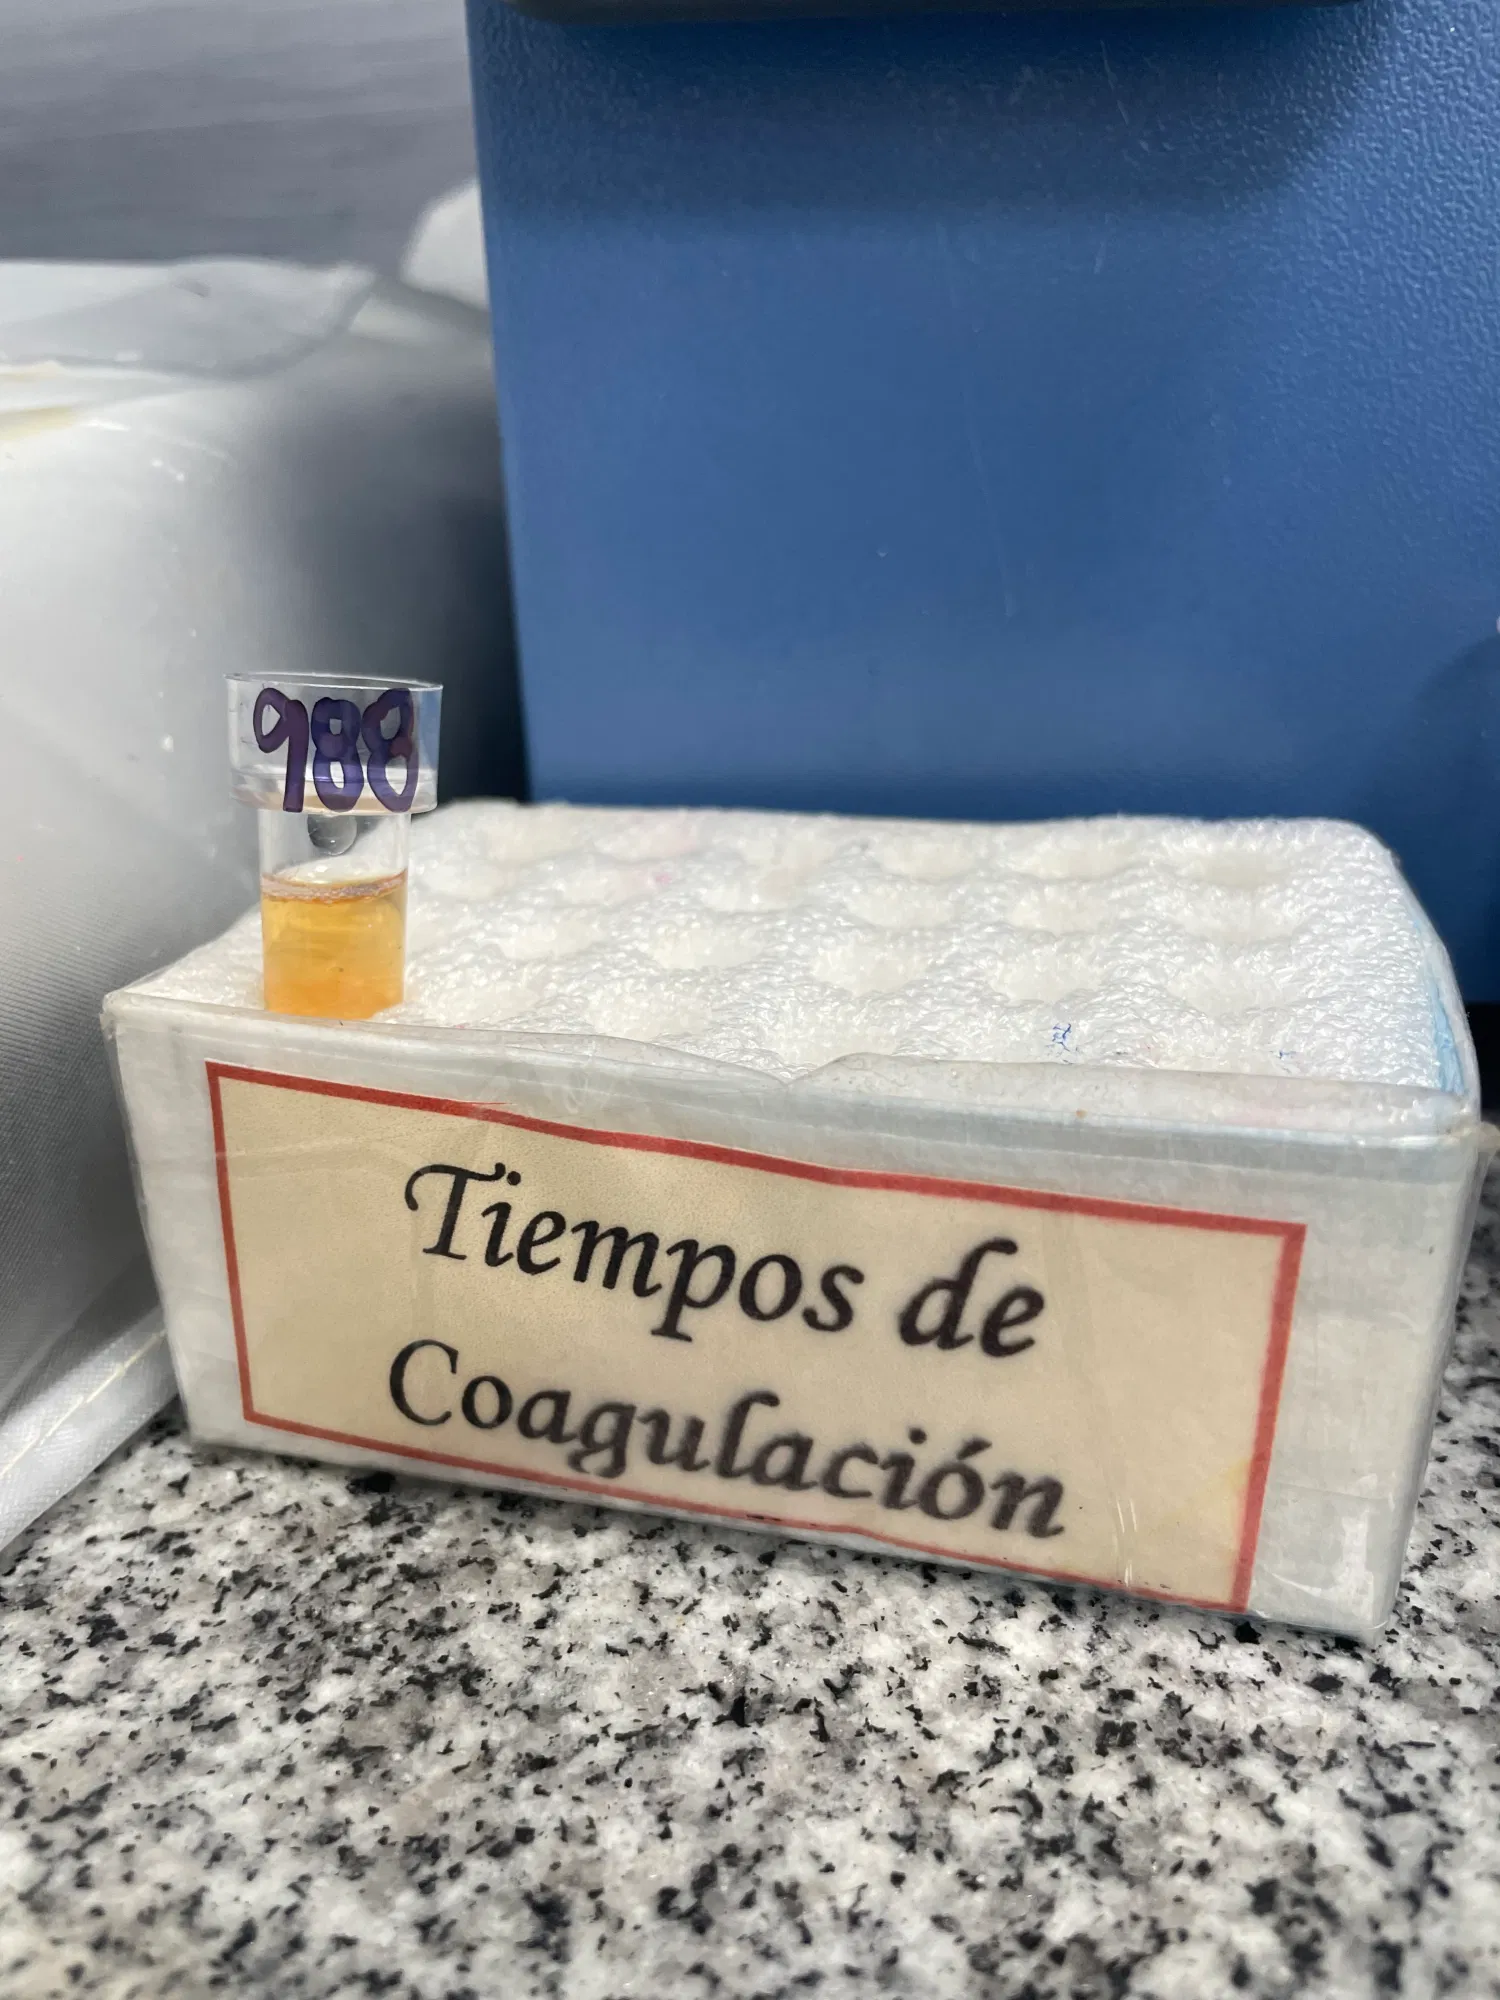 988
Tiempos de
Coagulación